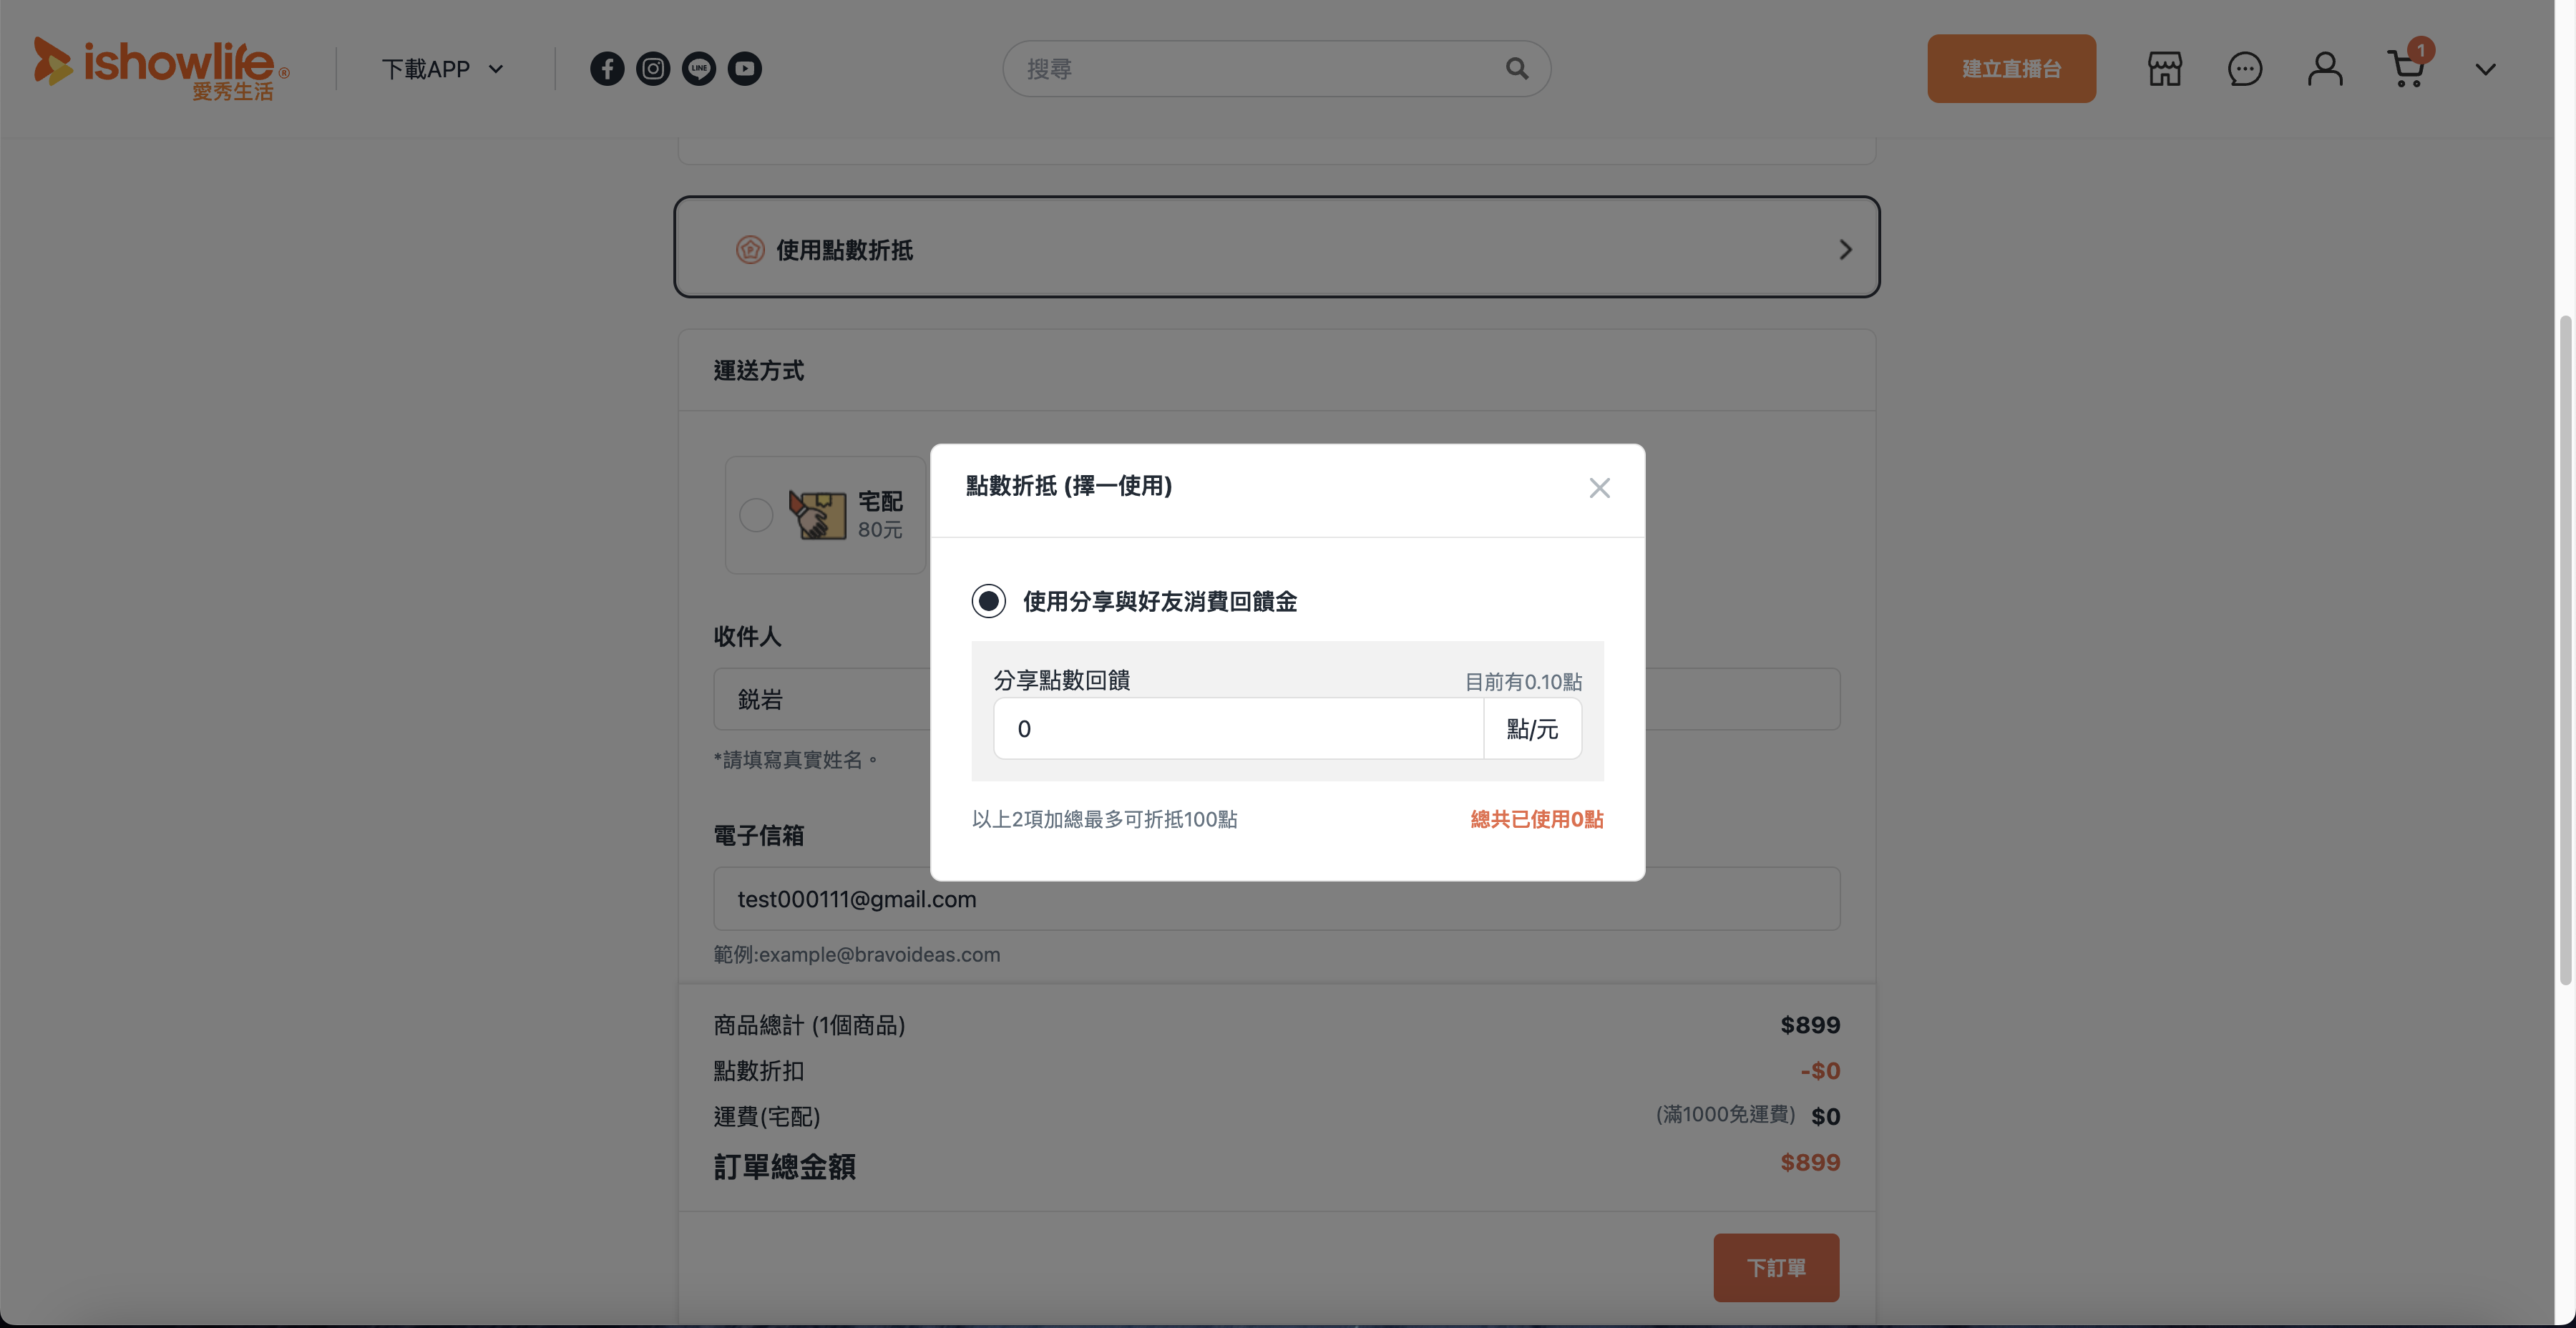 ishowlife®
愛秀生活
下載APP
LINE
搜尋
建立直播台
1
使用點數折抵
運送方式
宅配
80元
點數折抵 (擇一使用)
使用分享與好友消費回饋金
分享點數回饋
目前有0.10點
0
點/元
以上2項加總最多可折抵100點
總共已使用0點
收件人
銳岩
*請填寫真實姓名。
電子信箱
test000111@gmail.com
範例:example@bravoideas.com
商品總計 (1個商品)
$899
點數折扣
-$0
運費(宅配)
(滿1000免運費) $0
訂單總金額
$899
下訂單